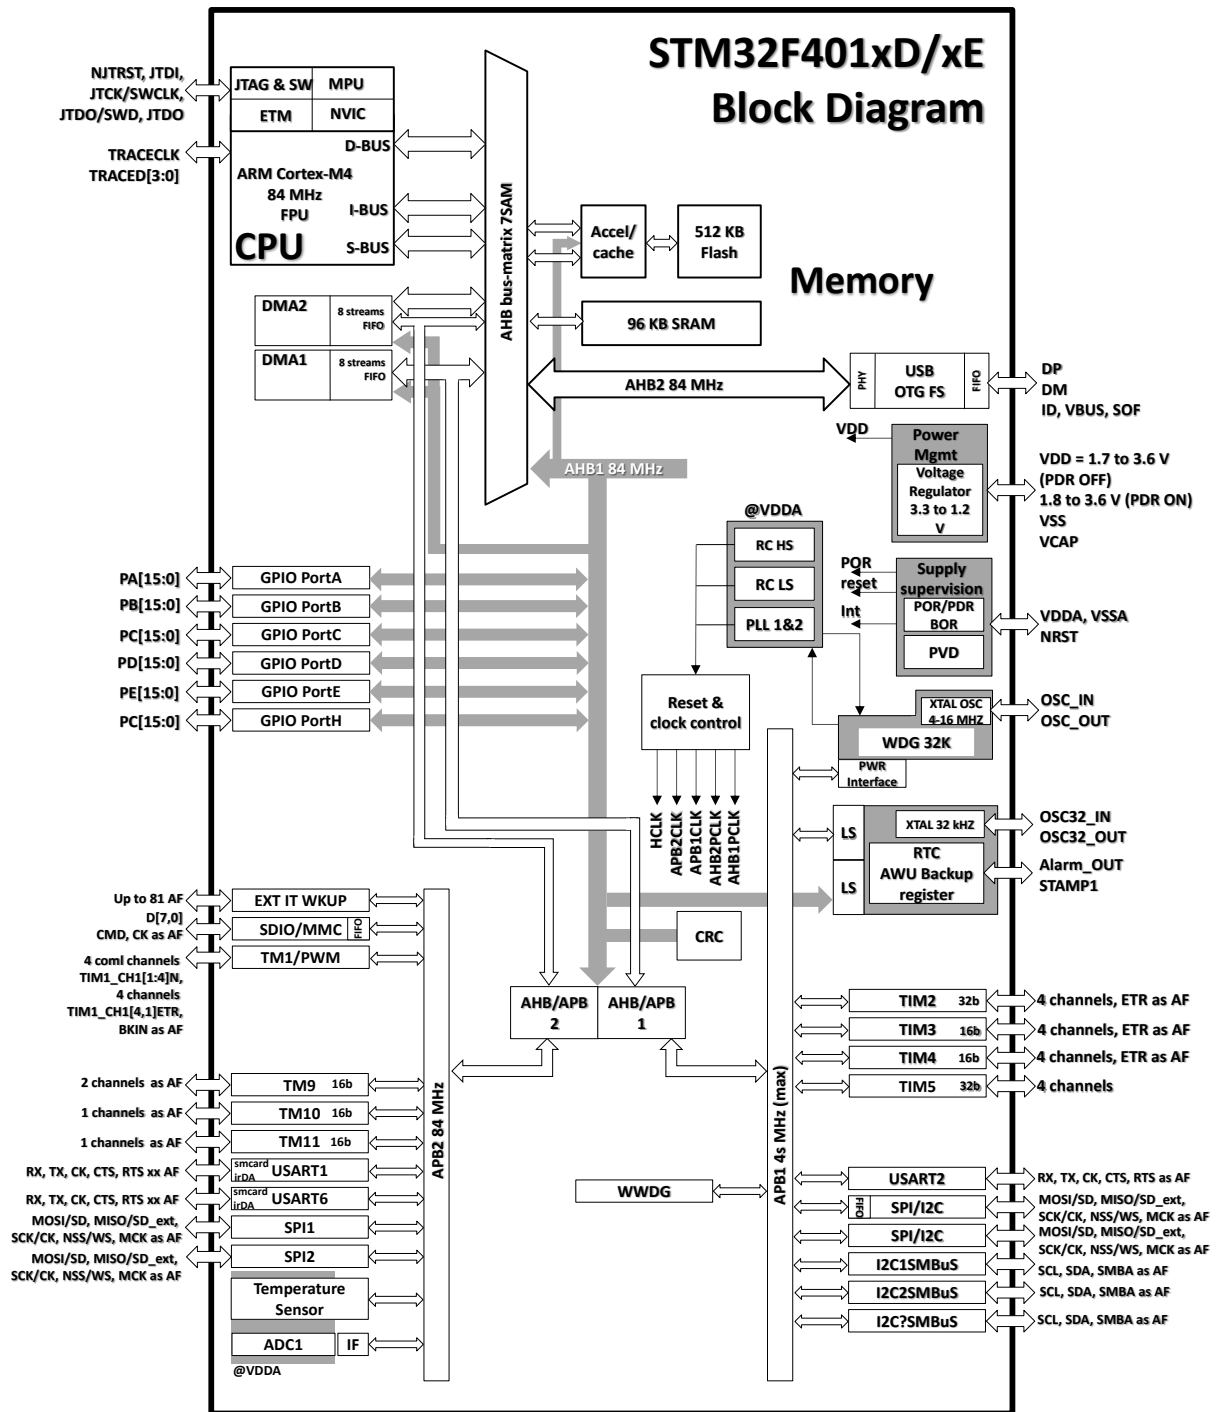 STM32F401xD/xE
Block Diagram
NJTRST, JTDI,
JTCK/SWCLK,
JTDO/SWD, JTDO
TRACECLK
TRACED[3:0]
JTAG & SW
MPU
ETM
NVIC
D-BUS
ARM Cortex-M4
84 MHz
FPU
I-BUS
CPU
S-BUS
AHB bus-matrix 7SAM
Accel/
cache
512 KB
Flash
Memory
96 KB SRAM
DMA2
8 streams
FIFO
DMA1
8 streams
FIFO
AHB2 84 MHz
PHY
USB
OTG FS
FIFO
DP
DM
ID, VBUS, SOF
AHB1 84 MHz
VDD
Power
Mgmt
Voltage
Regulator
3.3 to 1.2
V
VDD = 1.7 to 3.6 V
(PDR OFF)
1.8 to 3.6 V (PDR ON)
VSS
VCAP
@VDDA
RC HS
RC LS
PLL 1&2
POR
reset
Int
Supply
supervision
POR/PDR
BOR
PVD
VDDA, VSSA
NRST
PA[15:0]
GPIO PortA
PB[15:0]
GPIO PortB
PC[15:0]
GPIO PortC
PD[15:0]
GPIO PortD
PE[15:0]
GPIO PortE
PC[15:0]
GPIO PortH
Reset &
clock control
XTAL OSC
4-16 MHZ
WDG 32K
PWR
Interface
OSC_IN
OSC_OUT
HCLK
APB2CLK
APB1CLK
AHB2PCLK
AHB1PCLK
LS
LS
XTAL 32 kHZ
RTC
AWU Backup
register
OSC32_IN
OSC32_OUT
Alarm_OUT
STAMP1
CRC
Up to 81 AF
EXT IT WKUP
D[7,0]
CMD, CK as AF
SDIO/MMC
FIFO
4 coml channels
TIM1_CH1[1:4]N,
4 channels
TIM1_CH1[4,1]ETR,
BKIN as AF
TM1/PWM
AHB/APB
2
AHB/APB
1
APB2 84 MHz
APB1 4s MHz (max)
TIM2 32b
4 channels, ETR as AF
TIM3 16b
4 channels, ETR as AF
TIM4 16b
4 channels, ETR as AF
TIM5 32b
4 channels
2 channels as AF
TM9 16b
1 channels as AF
TM10 16b
1 channels as AF
TM11 16b
RX, TX, CK, CTS, RTS xx AF
smcard
irDA
USART1
RX, TX, CK, CTS, RTS xx AF
smcard
irDA
USART6
MOSI/SD, MISO/SD_ext,
SCK/CK, NSS/WS, MCK as AF
SPI1
MOSI/SD, MISO/SD_ext,
SCK/CK, NSS/WS, MCK as AF
SPI2
Temperature
Sensor
ADC1
IF
@VDDA
WWDG
USART2
RX, TX, CK, CTS, RTS as AF
FIFO
SPI/I2C
MOSI/SD, MISO/SD_ext,
SCK/CK, NSS/WS, MCK as AF
SPI/I2C
MOSI/SD, MISO/SD_ext,
SCK/CK, NSS/WS, MCK as AF
I2C1SMBuS
SCL, SDA, SMBA as AF
I2C2SMBuS
SCL, SDA, SMBA as AF
I2C?SMBuS
SCL, SDA, SMBA as AF